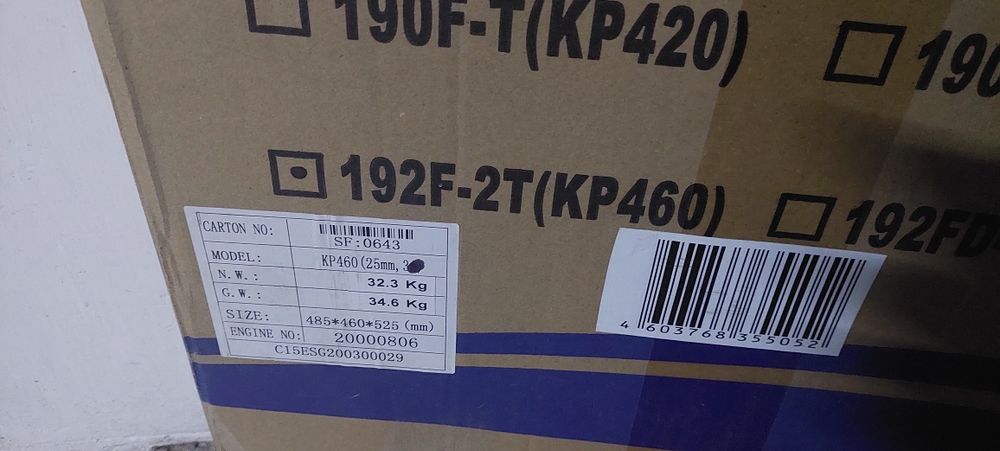 190F-T(KP420)
190
192F-2T(KP460)
192FD
CARTON NO:
SF:0643
MODEL:
KP460(25mm, 3
N.W.:
32.3 Kg
G.W.:
34.6 Kg
SIZE:
485*460*525(mm)
ENGINE NO:
20000806
C15ESG200300029
4 603768 355052